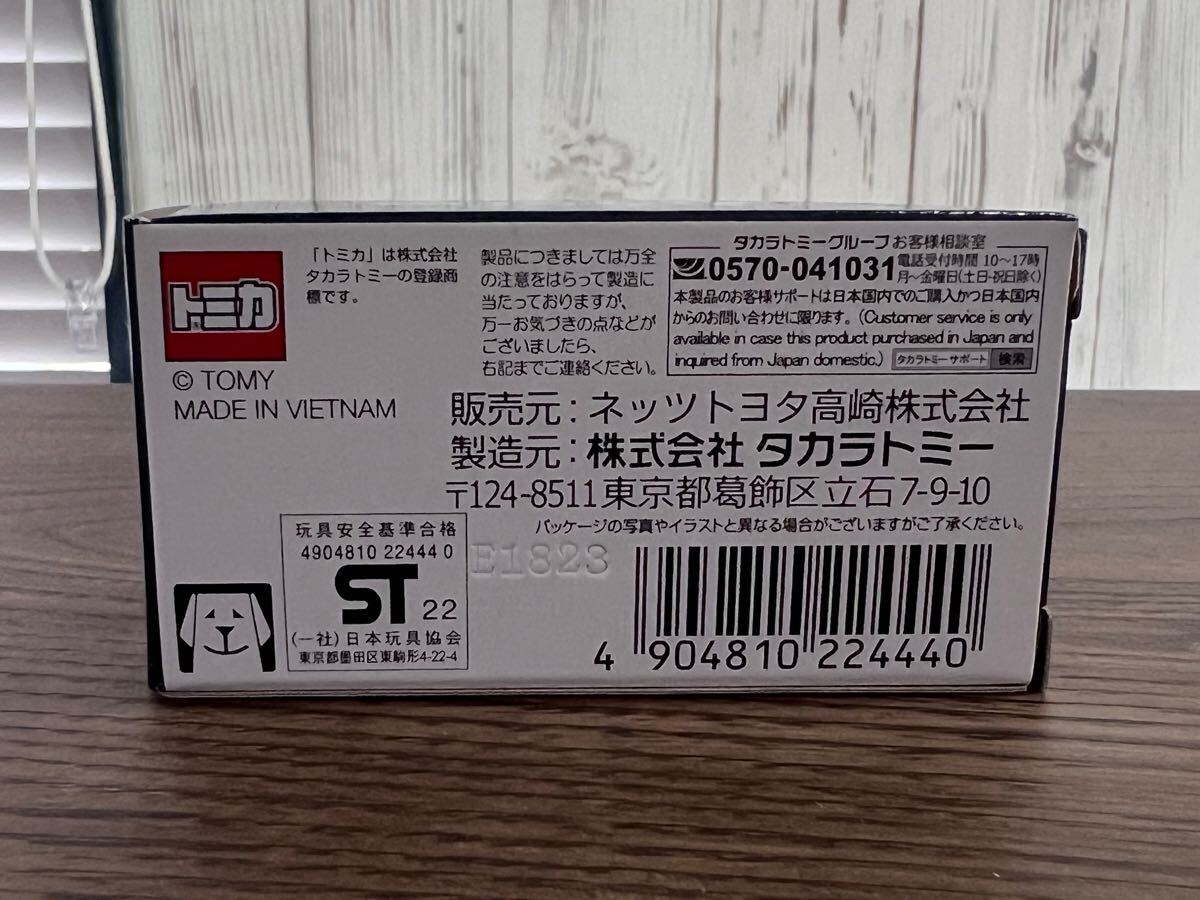 トミカ
© TOMY
MADE IN VIETNAM
「トミカ」は株式会社
タカラトミーの登録商
標です。
製品につきましては万全
の注意をはらって製造に
当たっておりますが、
万一お気づきの点などが
ございましたら、
右記までご連絡ください。
タカラトミーグループお客様相談室
0570-041031 電話受付時間 10〜17時
月〜金曜日(土日・祝日除く)
本製品のお客様サポートは日本国内でのご購入かつ日本国内
からのお問い合わせに限ります。(Customer service is only
available in case this product purchased in Japan and
inquired from Japan domestic.) タカラトミーサポート 検索
販売元:ネッツトヨタ高崎株式会社
製造元:株式会社 タカラトミー
〒124-8511東京都葛飾区立石7-9-10
パッケージの写真やイラストと異なる場合がございますがご了承ください。
玩具安全基準合格
4904810 22444 0
ST 22
(一社)日本玩具協会
東京都墨田区東駒形4-22-4
E1823
4 904810 224440